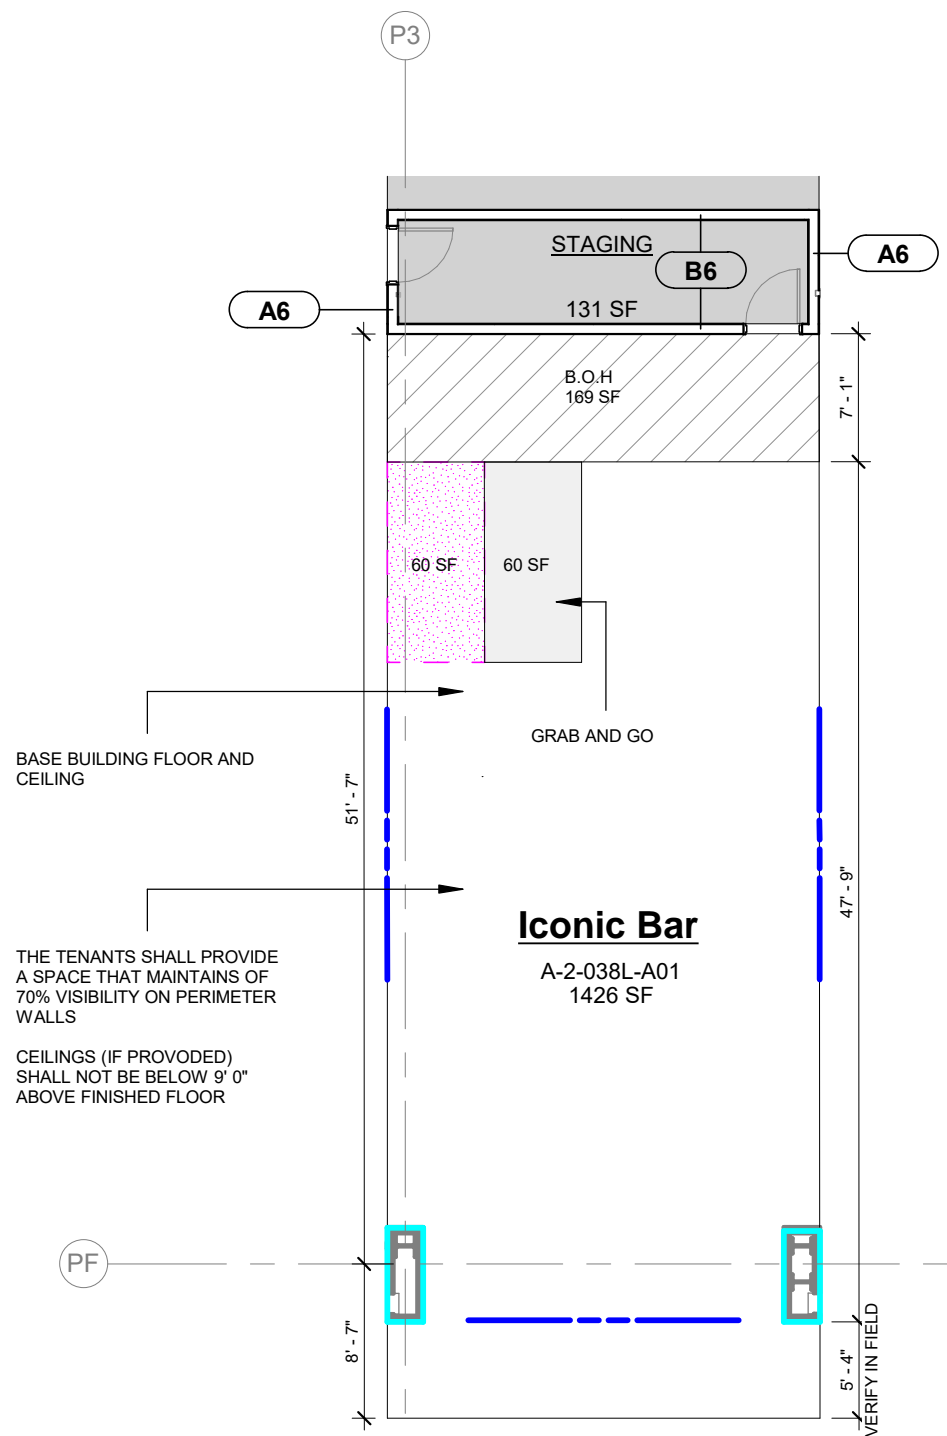 P3
STAGING
B6
A6
A6
131 SF
B.O.H
169 SF
7' - 1"
60 SF
60 SF
GRAB AND GO
BASE BUILDING FLOOR AND
CEILING
51' - 7"
47' - 9"
Iconic Bar
A-2-038L-A01
1426 SF
THE TENANTS SHALL PROVIDE
A SPACE THAT MAINTAINS OF
70% VISIBILITY ON PERIMETER
WALLS
CEILINGS (IF PROVODED)
SHALL NOT BE BELOW 9' 0"
ABOVE FINISHED FLOOR
PF
8' - 7"
5' - 4"
VERIFY IN FIELD